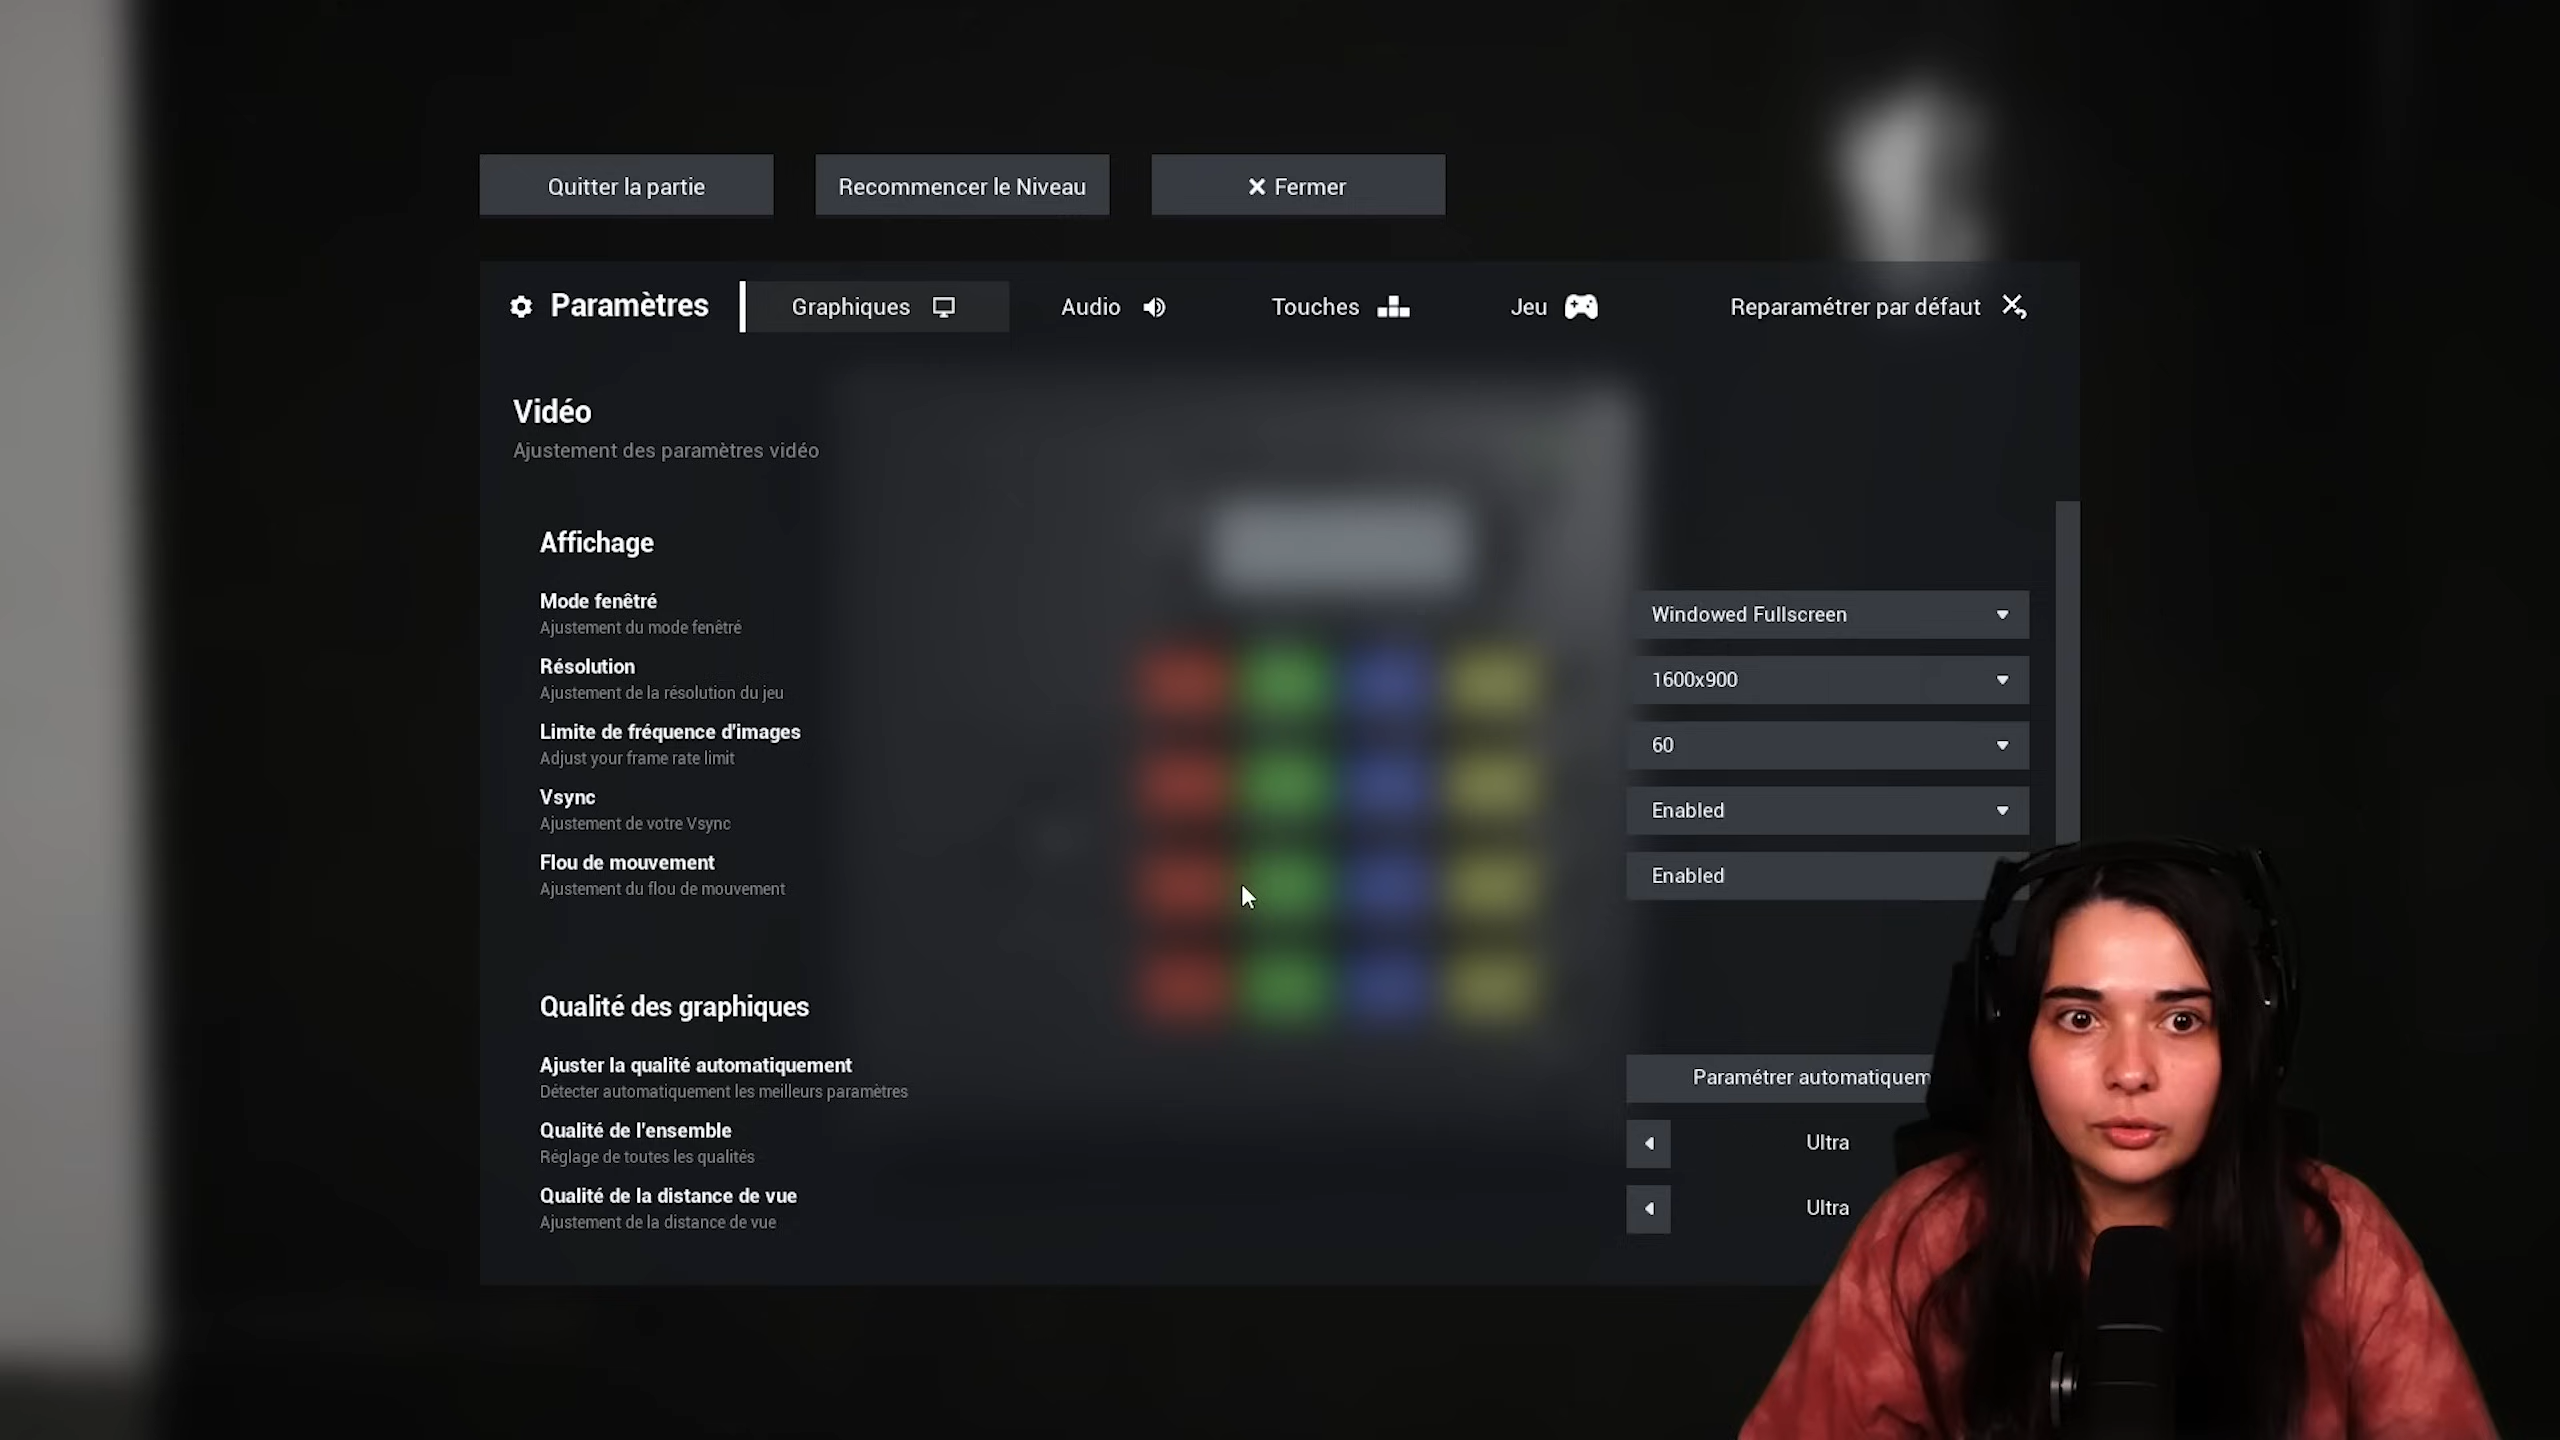 Quitter la partie
Recommencer le Niveau
Fermer
Paramètres
Graphiques
Audio
Touches
Jeu
Reparamétrer par défaut
Vidéo
Ajustement des paramètres vidéo
Affichage
Mode fenêtré
Ajustement du mode fenêtré
Windowed Fullscreen
Résolution
Ajustement de la résolution du jeu
1600x900
Limite de fréquence d'images
Adjust your frame rate limit
60
Vsync
Ajustement de votre Vsync
Enabled
Flou de mouvement
Ajustement du flou de mouvement
Enabled
Qualité des graphiques
Ajuster la qualité automatiquement
Détecter automatiquement les meilleurs paramètres
Paramétrer automatiquem
Qualité de l'ensemble
Réglage de toutes les qualités
Ultra
Qualité de la distance de vue
Ajustement de la distance de vue
Ultra